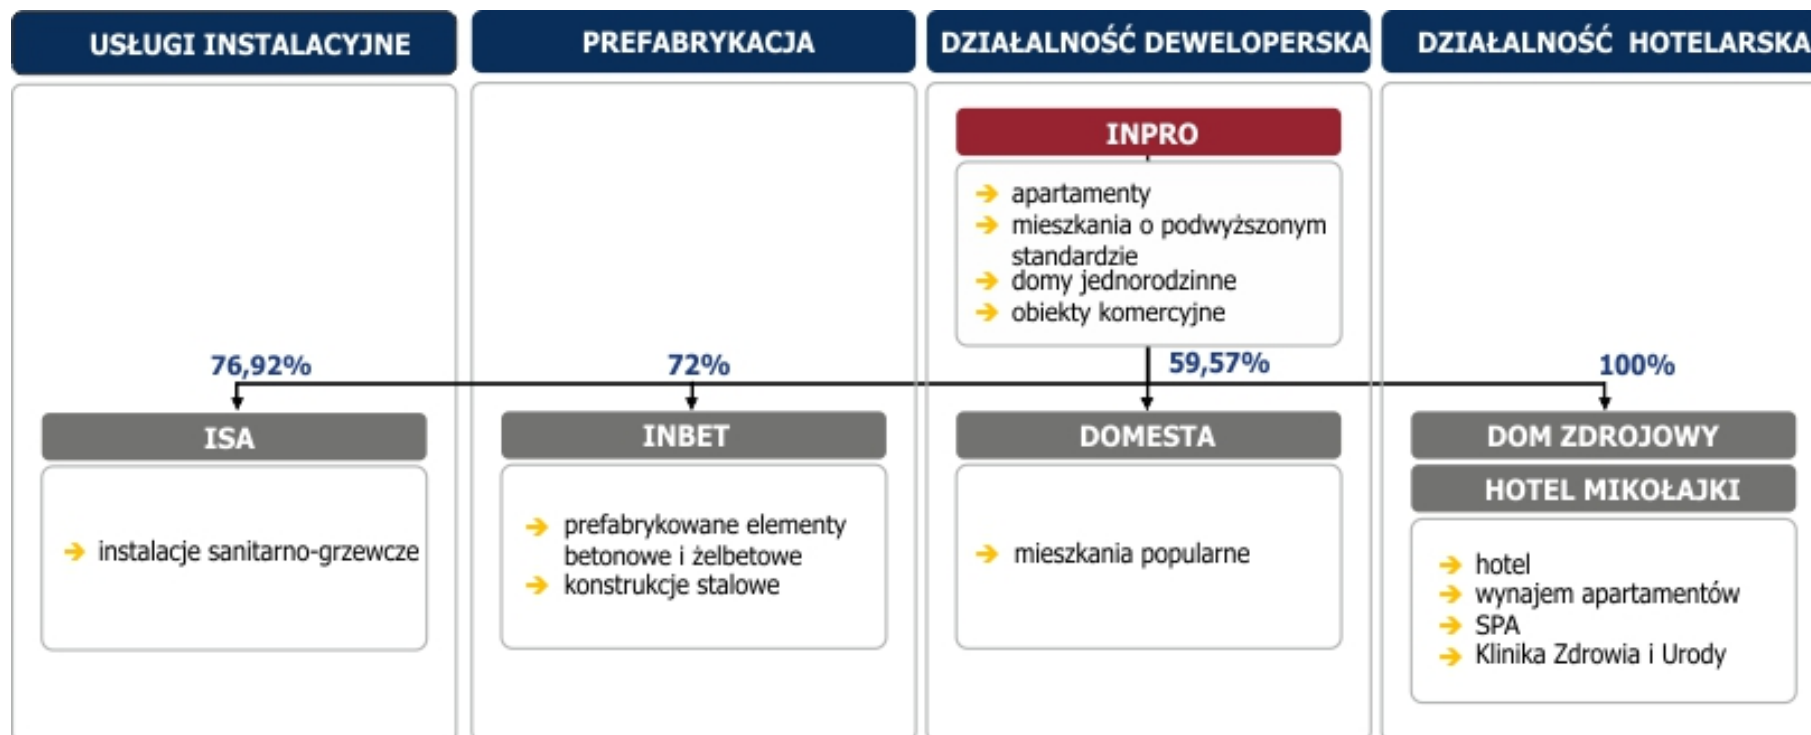 USŁUGI INSTALACYJNE
PREFABRYKACJA
DZIAŁALNOŚĆ DEWELOPERSKA
DZIAŁALNOŚĆ HOTELARSKA
INPRO
apartamenty
mieszkania o podwyższonym
standardzie
domy jednorodzinne
obiekty komercyjne
76,92%
72%
59,57%
100%
ISA
instalacje sanitarno-grzewcze
INBET
prefabrykowane elementy
betonowe i żelbetowe
konstrukcje stalowe
DOMESTA
mieszkania popularne
DOM ZDROJOWY
HOTEL MIKOŁAJKI
hotel
wynajem apartamentów
SPA
Klinika Zdrowia i Urody